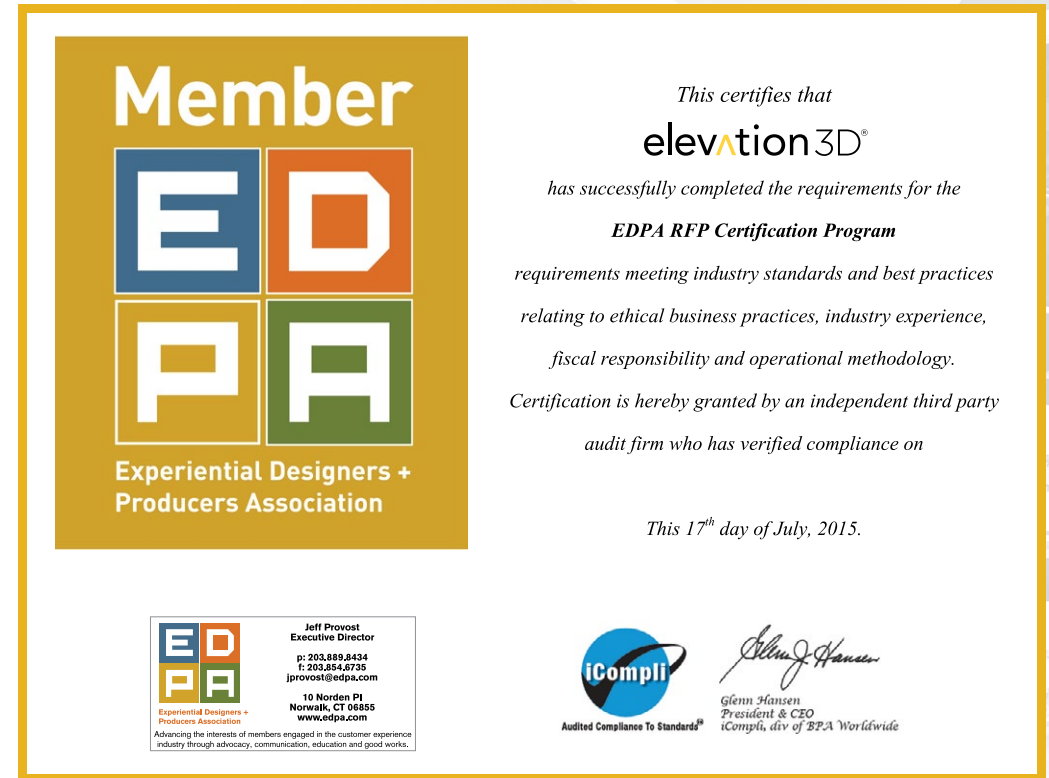 Member
E D
P A
Experiential Designers +
Producers Association
This certifies that
elevation 3D®
has successfully completed the requirements for the
EDPA RFP Certification Program
requirements meeting industry standards and best practices
relating to ethical business practices, industry experience,
fiscal responsibility and operational methodology.
Certification is hereby granted by an independent third party
audit firm who has verified compliance on
This 17th day of July, 2015.
E D
P A
Experiential Designers +
Producers Association
Jeff Provost
Executive Director
p: 203.889.8434
f: 203.854.6735
jprovost@edpa.com
10 Norden Pl
Norwalk, CT 06855
www.edpa.com
Advancing the interests of members engaged in the customer experience
industry through advocacy, communication, education and good works.
iCompli
Audited Compliance To Standards℠
Glenn J Hansen
Glenn Hansen
President & CEO
iCompli, div of BPA Worldwide